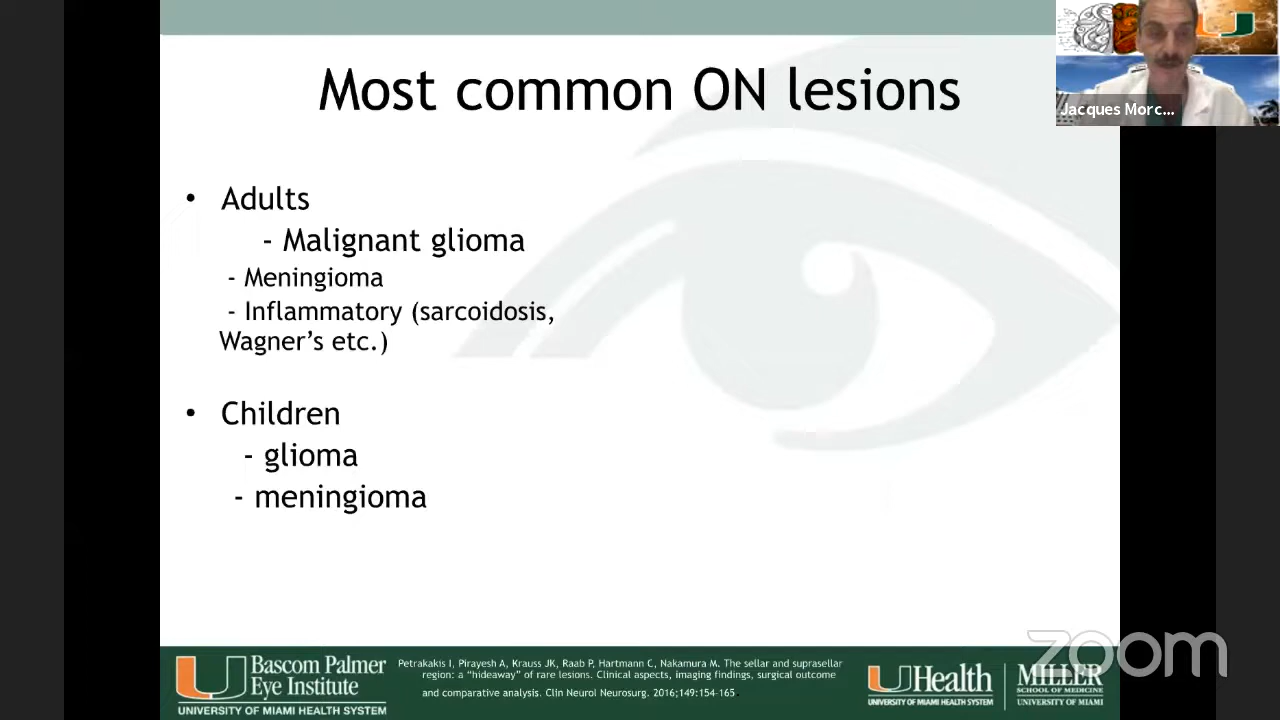 Most common ON lesions
Jacques Morc...
• Adults
- Malignant glioma
- Meningioma
- Inflammatory (sarcoidosis,
Wagner’s etc.)
• Children
- glioma
- meningioma
zoom
Bascom Palmer
Eye Institute
UNIVERSITY OF MIAMI HEALTH SYSTEM
Petrakakis I, Pirayesh A, Krauss JK, Raab P, Hartmann C, Nakamura M. The sellar and suprasellar
region: a “hideaway” of rare lesions. Clinical aspects, imaging findings, surgical outcome
and comparative analysis. Clin Neurol Neurosurg. 2016;149:154-165
UHealth
UNIVERSITY OF MIAMI HEALTH SYSTEM
MILLER
SCHOOL OF MEDICINE
UNIVERSITY OF MIAMI